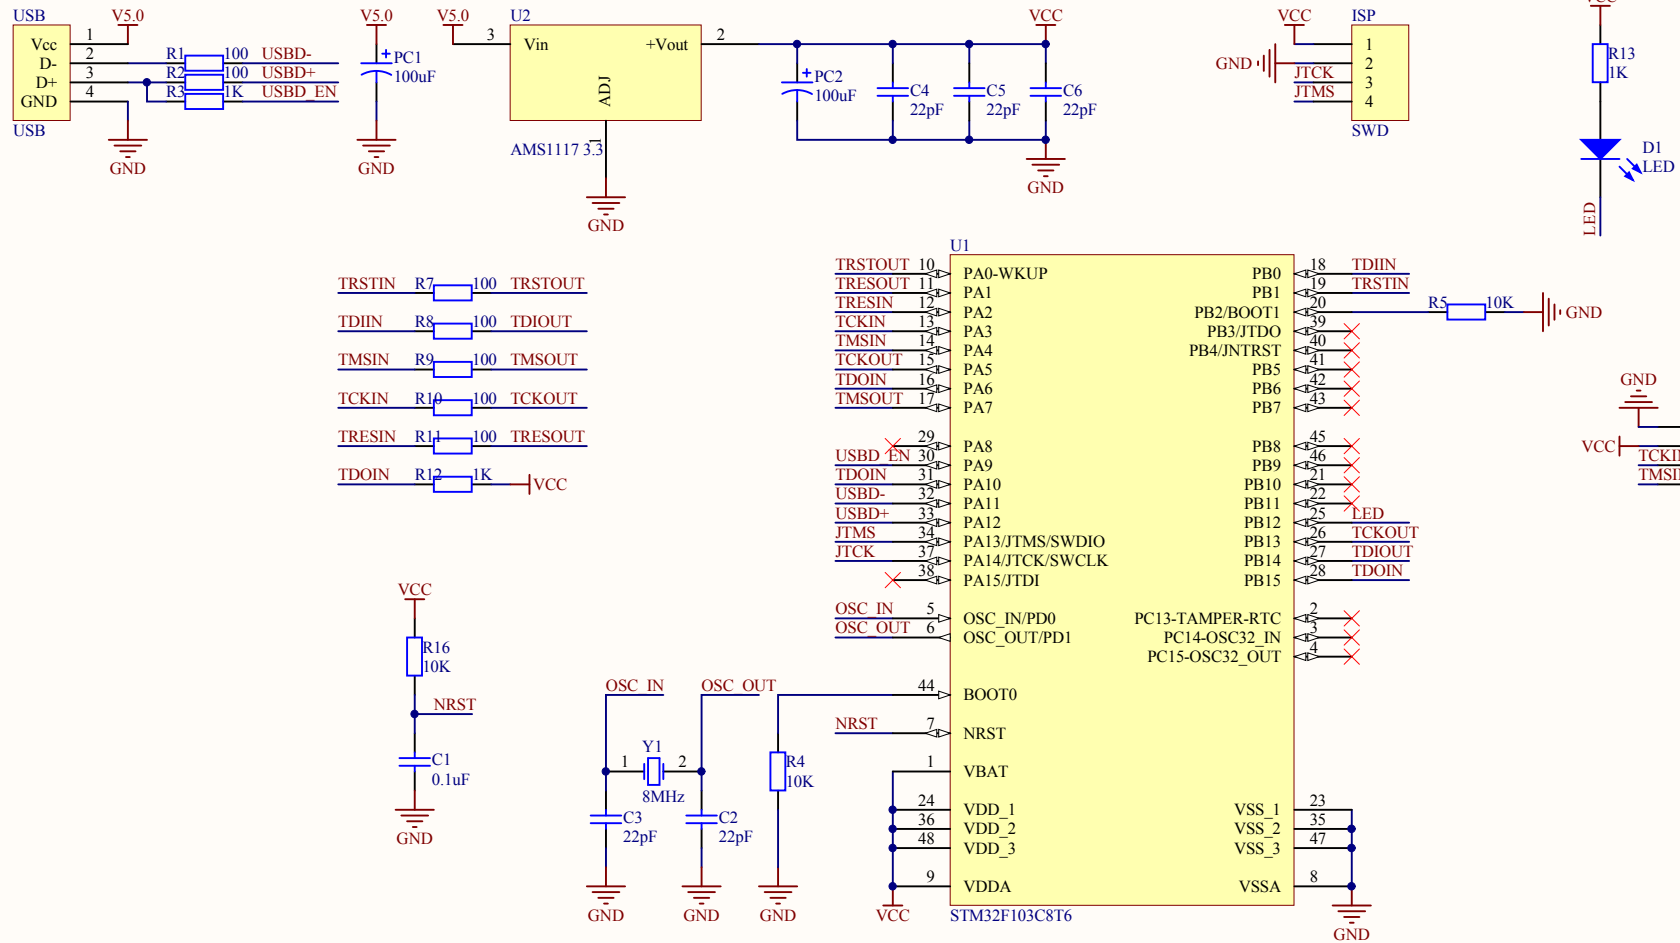 USB
Vcc 1
D- 2
D+ 3
GND 4
USB
V5.0
R1 100 USBD-
R2 100 USBD+
R3 1K USBD_EN
GND
V5.0
PC1
100uF
GND
V5.0
U2
3 Vin +Vout 2
ADJ
1
AMS1117 3.3
GND
VCC
PC2
100uF
C4
22pF
C5
22pF
C6
22pF
GND
VCC
ISP
1
GND 2
JTCK 3
JTMS 4
SWD
VCC
R13
1K
D1
LED
LED
TRSTIN R7 100 TRSTOUT
TDIIN R8 100 TDIOUT
TMSIN R9 100 TMSOUT
TCKIN R10 100 TCKOUT
TRESIN R11 100 TRESOUT
TDOIN R12 1K VCC
U1
TRSTOUT 10 PA0-WKUP
TRESOUT 11 PA1
TRESIN 12 PA2
TCKIN 13 PA3
TMSIN 14 PA4
TCKOUT 15 PA5
TDOIN 16 PA6
TMSOUT 17 PA7
29 PA8
USBD_EN 30 PA9
TDOIN 31 PA10
USBD- 32 PA11
USBD+ 33 PA12
JTMS 34 PA13/JTMS/SWDIO
JTCK 37 PA14/JTCK/SWCLK
38 PA15/JTDI
OSC_IN 5 OSC_IN/PD0
OSC_OUT 6 OSC_OUT/PD1
44 BOOT0
NRST 7 NRST
1 VBAT
24 VDD_1
36 VDD_2
48 VDD_3
9 VDDA
VCC
PB0 18 TDIIN
PB1 19 TRSTIN
PB2/BOOT1 20 R5 10K GND
PB3/JTDO 39
PB4/JNTRST 40
PB5 41
PB6 42
PB7 43
PB8 45
PB9 46
PB10 21
PB11 22
PB12 25 LED
PB13 26 TCKOUT
PB14 27 TDIOUT
PB15 28 TDOIN
PC13-TAMPER-RTC 2
PC14-OSC32_IN 3
PC15-OSC32_OUT 4
VSS_1 23
VSS_2 35
VSS_3 47
VSSA 8
GND
STM32F103C8T6
GND
VCC
TCKIN
TMSI
VCC
R16
10K
NRST
C1
0.1uF
GND
OSC_IN OSC_OUT
Y1
1 2
8MHz
C3
22pF
C2
22pF
R4
10K
GND GND GND